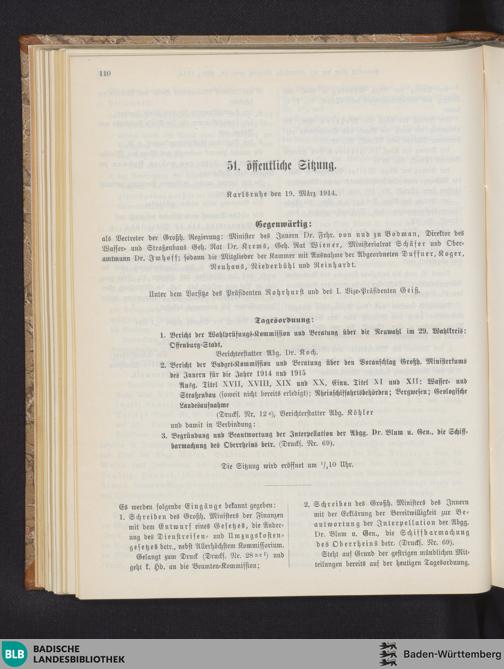 110
51. öffentliche Sitzung.
Karlsruhe den 19. März 1914.
Gegenwärtig:
als Vertreter der Großh. Regierung: Minister des Innern Dr. Frhr. von und zu Bodman, Direktor des
Wasser- und Straßenbaus Geh. Rat Dr. Krems, Geh. Rat Wiener, Ministerialrat Schäfer und Ober-
amtmann Dr. Imhoff; sodann die Mitglieder der Kammer mit Ausnahme der Abgeordneten Duffner, Koger,
Neuhaus, Niederbühl und Reinhardt.
Unter dem Vorsitze des Präsidenten Rohrhurst und des I. Vize-Präsidenten Geiß.
Tagesordnung:
1. Bericht der Wahlprüfungs-Kommission und Beratung über die Neuwahl im 29. Wahlkreis:
Offenburg-Stadt,
Berichterstatter Abg. Dr. Koch.
2. Bericht der Budget-Kommission und Beratung über den Voranschlag Großh. Ministeriums
des Innern für die Jahre 1914 und 1915
Ausg. Titel XVII, XVIII, XIX und XX, Einn. Titel XI und XII: Wasser- und
Straßenbau (soweit nicht bereits erledigt); Rheinschiffahrtsbehörden; Bergwesen; Geologische
Landesaufnahme
(Drucks. Nr. 12 ), Berichterstatter Abg. Köhler
und damit in Verbindung:
3. Begründung und Beantwortung der Interpellation der Abgg. Dr. Blum u. Gen., die Schiff-
barmachung des Oberrheins betr. (Drucks. Nr. 69).
Die Sitzung wird eröffnet um ¹/₂10 Uhr.
Es werden folgende Eingänge bekannt gegeben:
1. Schreiben des Großh. Ministers der Finanzen
mit dem Entwurf eines Gesetzes, die Änder-
ung des Dienstreisen- und Umzugskosten-
gesetzes betr., nebst Allerhöchstem Kommissorium.
Gelangt zum Druck (Drucks. Nr. 28 ) und
geht k. Hd. an die Beamten-Kommission;
2. Schreiben des Großh. Ministers des Innern
mit der Erklärung der Bereitwilligkeit zur Be-
antwortung der Interpellation der Abgg.
Dr. Blum u. Gen., die Schiffbarmachung
des Oberrheins betr. (Drucks. Nr. 69).
Steht auf Grund der gestrigen mündlichen Mit-
teilungen bereits auf der heutigen Tagesordnung.
BLB BADISCHE
LANDESBIBLIOTHEK
Baden-Württemberg